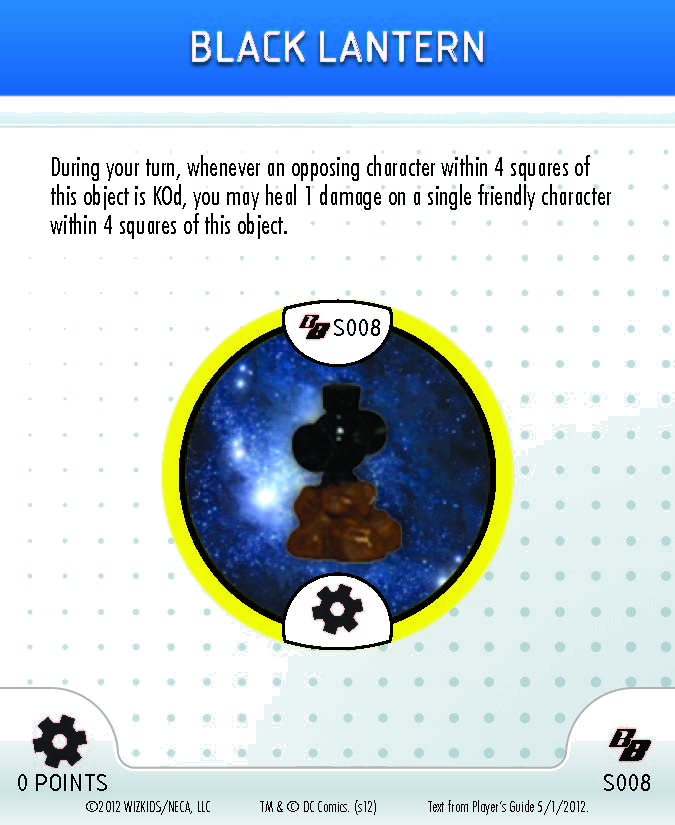 BLACK LANTERN
During your turn, whenever an opposing character within 4 squares of
this object is KOd, you may heal 1 damage on a single friendly character
within 4 squares of this object.
BB S008
0 POINTS
BB
S008
©2012 WIZKIDS/NECA, LLC TM & © DC Comics. (s12) Text from Player's Guide 5/1/2012.